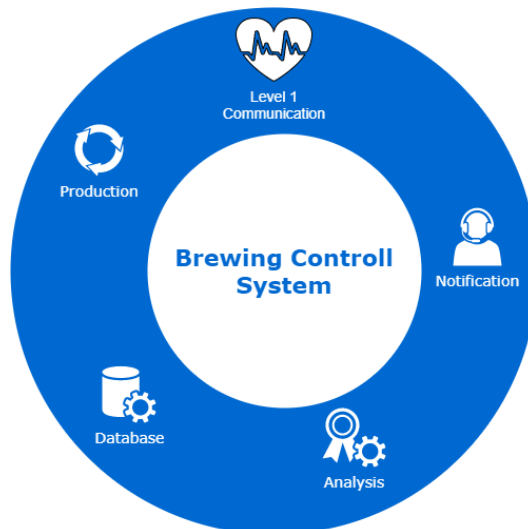 Level 1
Communication
Production
Brewing Controll
System
Notification
Database
Analysis